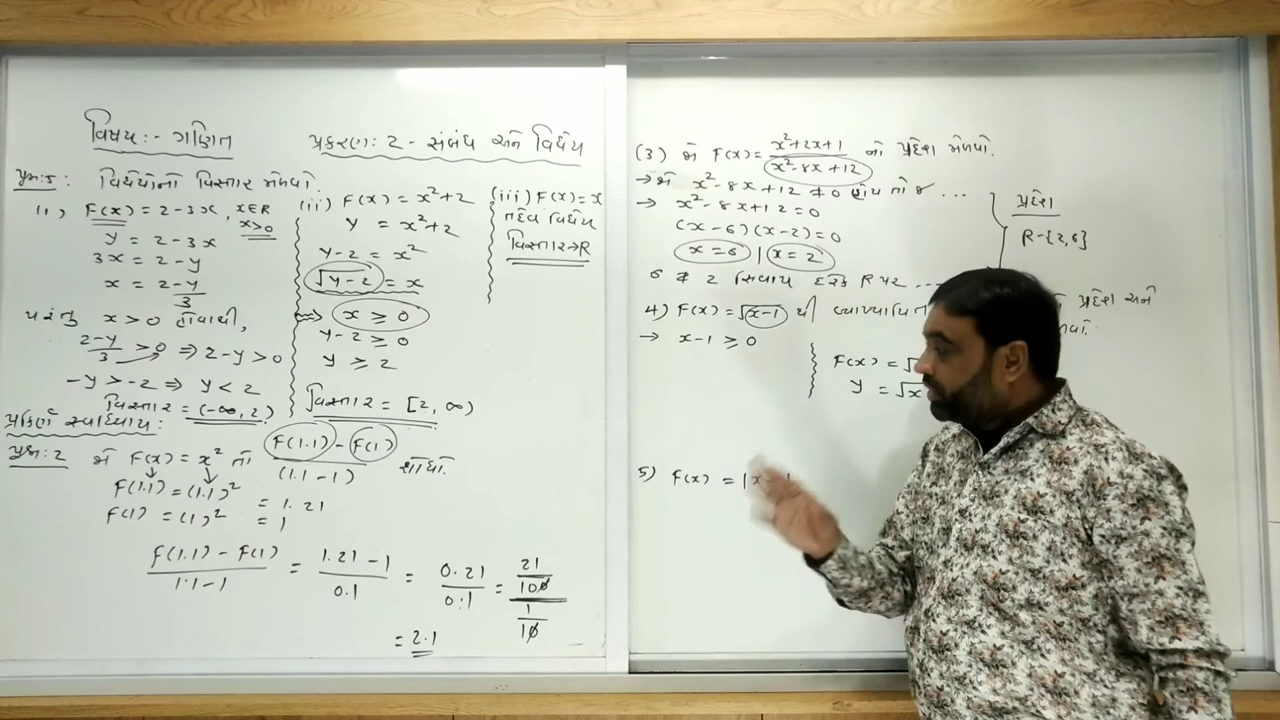 વિષય:- ગણિત
પ્રકરણ: 2 - સંબંધ અને વિધેય
પ્રશ્ન:5: વિધેયોનો વિસ્તાર મેળવો.
(i) F(x) = 2-3x, x∈R
x>0
y = 2-3x
3x = 2-y
x = 2-y/3
પરંતુ x > 0 હોવાથી,
2-y/3 > 0 ⇒ 2-y > 0
-y > -2 ⇒ y < 2
વિસ્તાર = (-∞, 2)
(ii) F(x) = x²+2
y = x²+2
y-2 = x²
√y-2 = x
⇒ x ≥ 0
y-2 ≥ 0
y ≥ 2
વિસ્તાર = [2, ∞)
(iii) F(x) = x
તદેવ વિધેય
વિસ્તાર→R
પ્રકિર્ણ સ્વાધ્યાય:
પ્રશ્ન:2 જો F(x) = x² તો F(1.1) - F(1) / (1.1 - 1) શોધો.
F(1.1) = (1.1)² = 1.21
F(1) = (1)² = 1
F(1.1) - F(1) / 1.1 - 1 = 1.21 - 1 / 0.1 = 0.21 / 0.1 = 21/100 / 1/10
= 2.1
(3) જો F(x) = x²+2x+1 / x²-8x+12 નો પ્રદેશ મેળવો.
→ જો x²-8x+12 ≠ 0 હોય તો જ ...
→ x²-8x+12 = 0
(x-6)(x-2) = 0
x = 6 | x = 2
6 કે 2 સિવાય દરેક R પર ...
પ્રદેશ
R-{2,6}
4) F(x) = √x-1 થી વ્યાખ્યાયિત
પ્રદેશ અને
→ x-1 ≥ 0
F(x) = √
y = √x
5) F(x) = |x